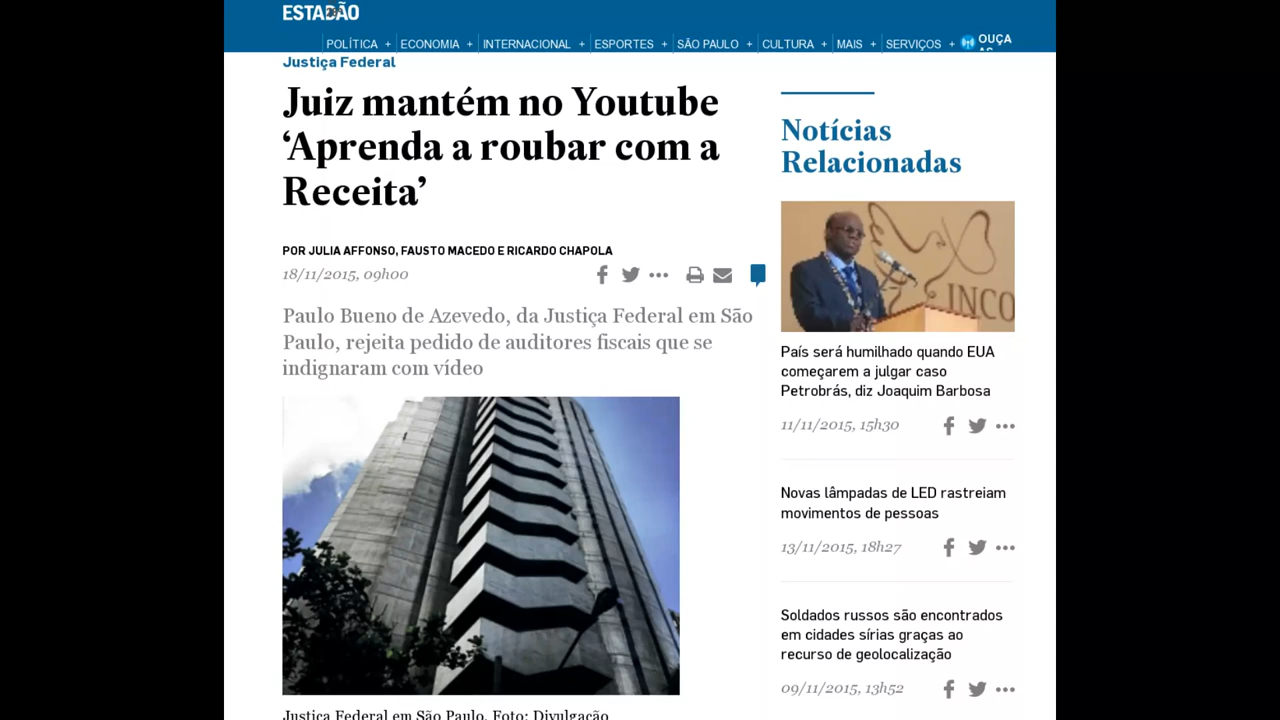 ESTADÃO
POLÍTICA + ECONOMIA + INTERNACIONAL + ESPORTES + SÃO PAULO + CULTURA + MAIS + SERVIÇOS + OUÇA
Justiça Federal
Juiz mantém no Youtube
‘Aprenda a roubar com a
Receita’
POR JULIA AFFONSO, FAUSTO MACEDO E RICARDO CHAPOLA
18/11/2015, 09h00
Paulo Bueno de Azevedo, da Justiça Federal em São
Paulo, rejeita pedido de auditores fiscais que se
indignaram com vídeo
Justiça Federal em São Paulo. Foto: Divulgação
Notícias
Relacionadas
INCO
País será humilhado quando EUA
começarem a julgar caso
Petrobrás, diz Joaquim Barbosa
11/11/2015, 15h30
Novas lâmpadas de LED rastreiam
movimentos de pessoas
13/11/2015, 18h27
Soldados russos são encontrados
em cidades sírias graças ao
recurso de geolocalização
09/11/2015, 13h52